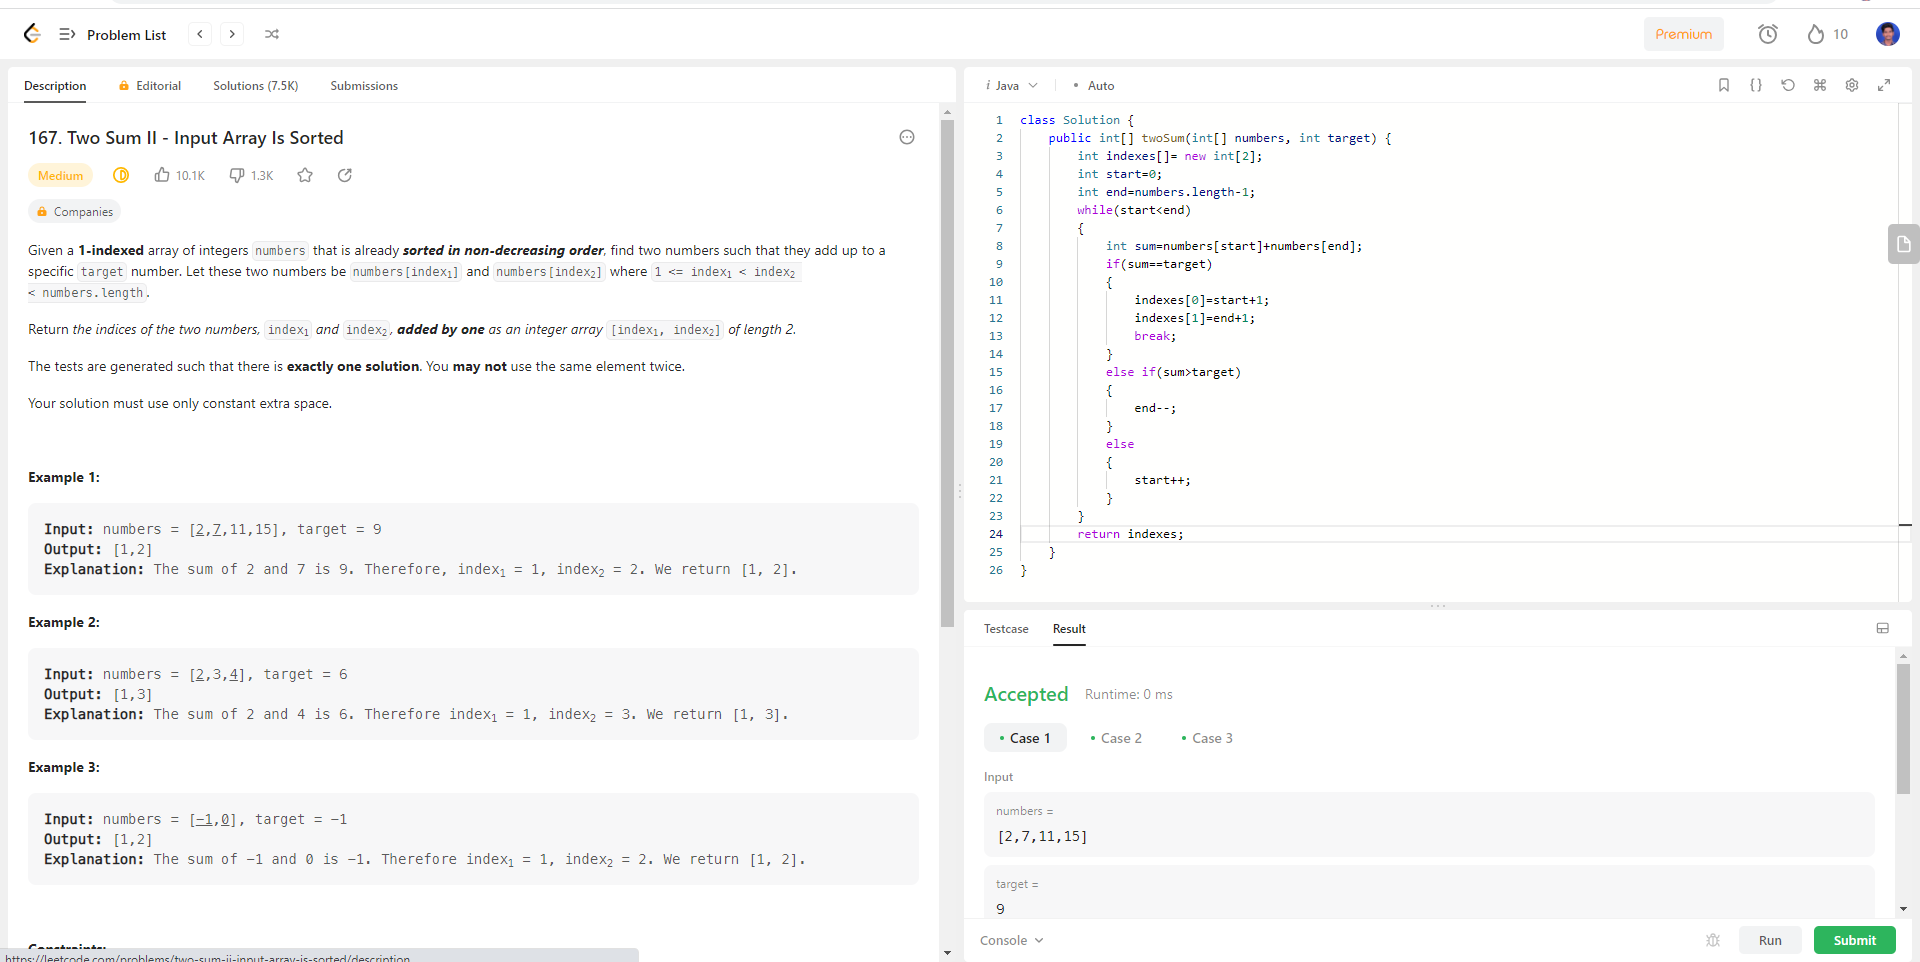 Problem List
Premium
10
Description
Editorial
Solutions (7.5K)
Submissions
167. Two Sum II - Input Array Is Sorted
Medium
10.1K
1.3K
Companies
Given a 1-indexed array of integers numbers that is already sorted in non-decreasing order, find two numbers such that they add up to a
specific target number. Let these two numbers be numbers[index₁] and numbers[index₂] where 1 <= index₁ < index₂
< numbers.length.
Return the indices of the two numbers, index₁ and index₂, added by one as an integer array [index₁, index₂] of length 2.
The tests are generated such that there is exactly one solution. You may not use the same element twice.
Your solution must use only constant extra space.
Example 1:
Input: numbers = [2,7,11,15], target = 9
Output: [1,2]
Explanation: The sum of 2 and 7 is 9. Therefore, index₁ = 1, index₂ = 2. We return [1, 2].
Example 2:
Input: numbers = [2,3,4], target = 6
Output: [1,3]
Explanation: The sum of 2 and 4 is 6. Therefore index₁ = 1, index₂ = 3. We return [1, 3].
Example 3:
Input: numbers = [−1,0], target = −1
Output: [1,2]
Explanation: The sum of −1 and 0 is −1. Therefore index₁ = 1, index₂ = 2. We return [1, 2].
Constraints:
https://leetcode.com/problems/two-sum-ii-input-array-is-sorted/description
i Java
• Auto
{}
1 class Solution {
2 public int[] twoSum(int[] numbers, int target) {
3 int indexes[]= new int[2];
4 int start=0;
5 int end=numbers.length-1;
6 while(start<end)
7 {
8 int sum=numbers[start]+numbers[end];
9 if(sum==target)
10 {
11 indexes[0]=start+1;
12 indexes[1]=end+1;
13 break;
14 }
15 else if(sum>target)
16 {
17 end--;
18 }
19 else
20 {
21 start++;
22 }
23 }
24 return indexes;
25 }
26 }
Testcase
Result
Accepted
Runtime: 0 ms
• Case 1
• Case 2
• Case 3
Input
numbers =
[2,7,11,15]
target =
9
Console
Run
Submit